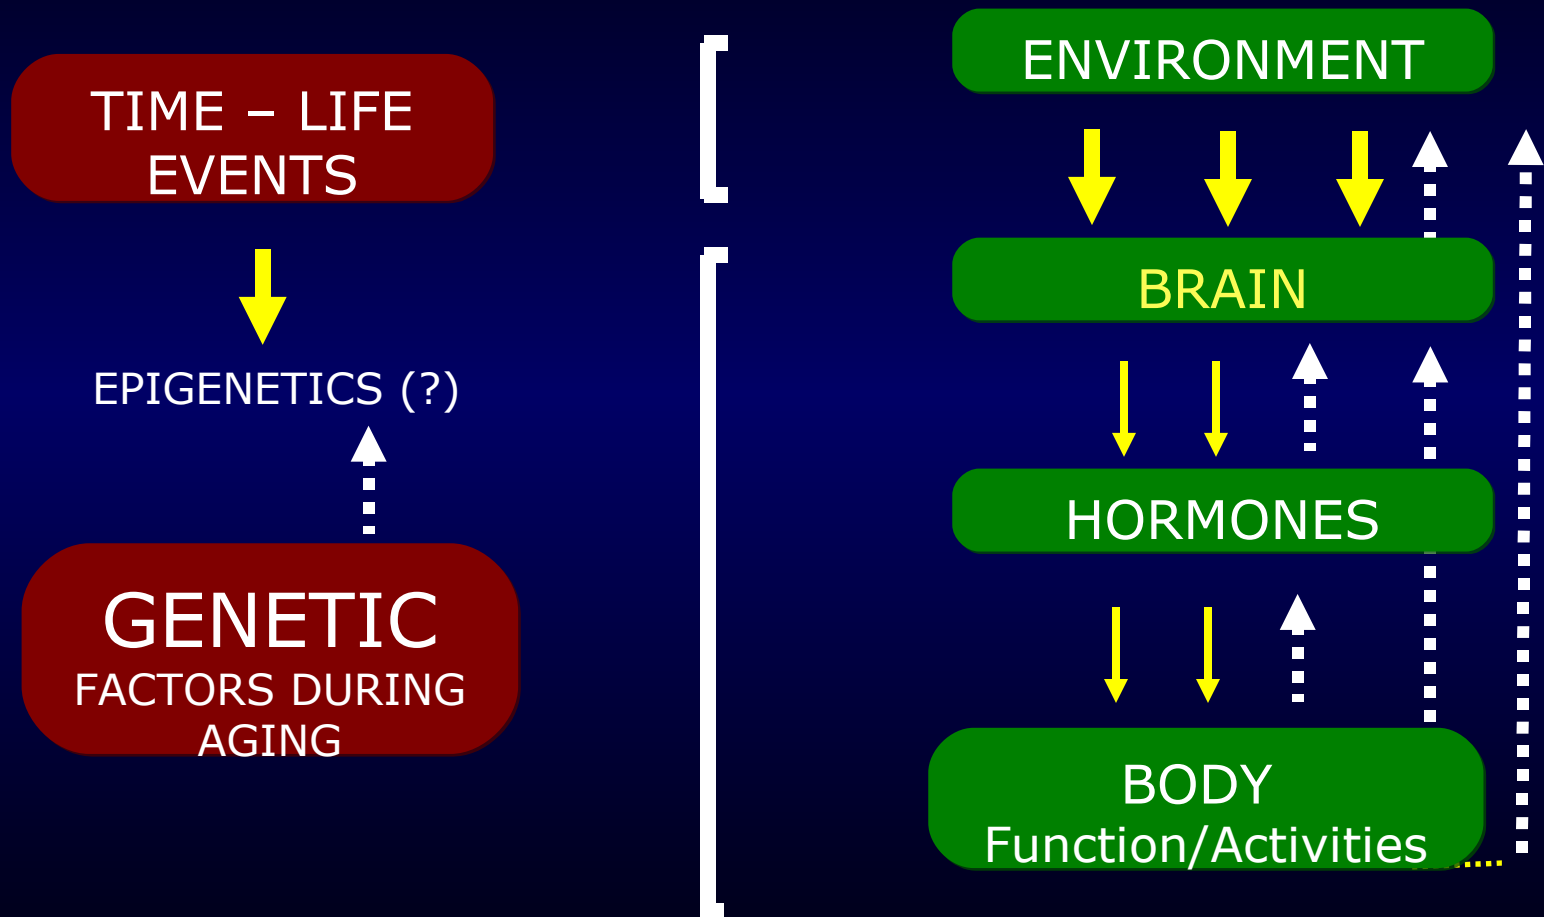 TIME – LIFE
EVENTS
EPIGENETICS (?)
GENETIC
FACTORS DURING
AGING
ENVIRONMENT
BRAIN
HORMONES
BODY
Function/Activities